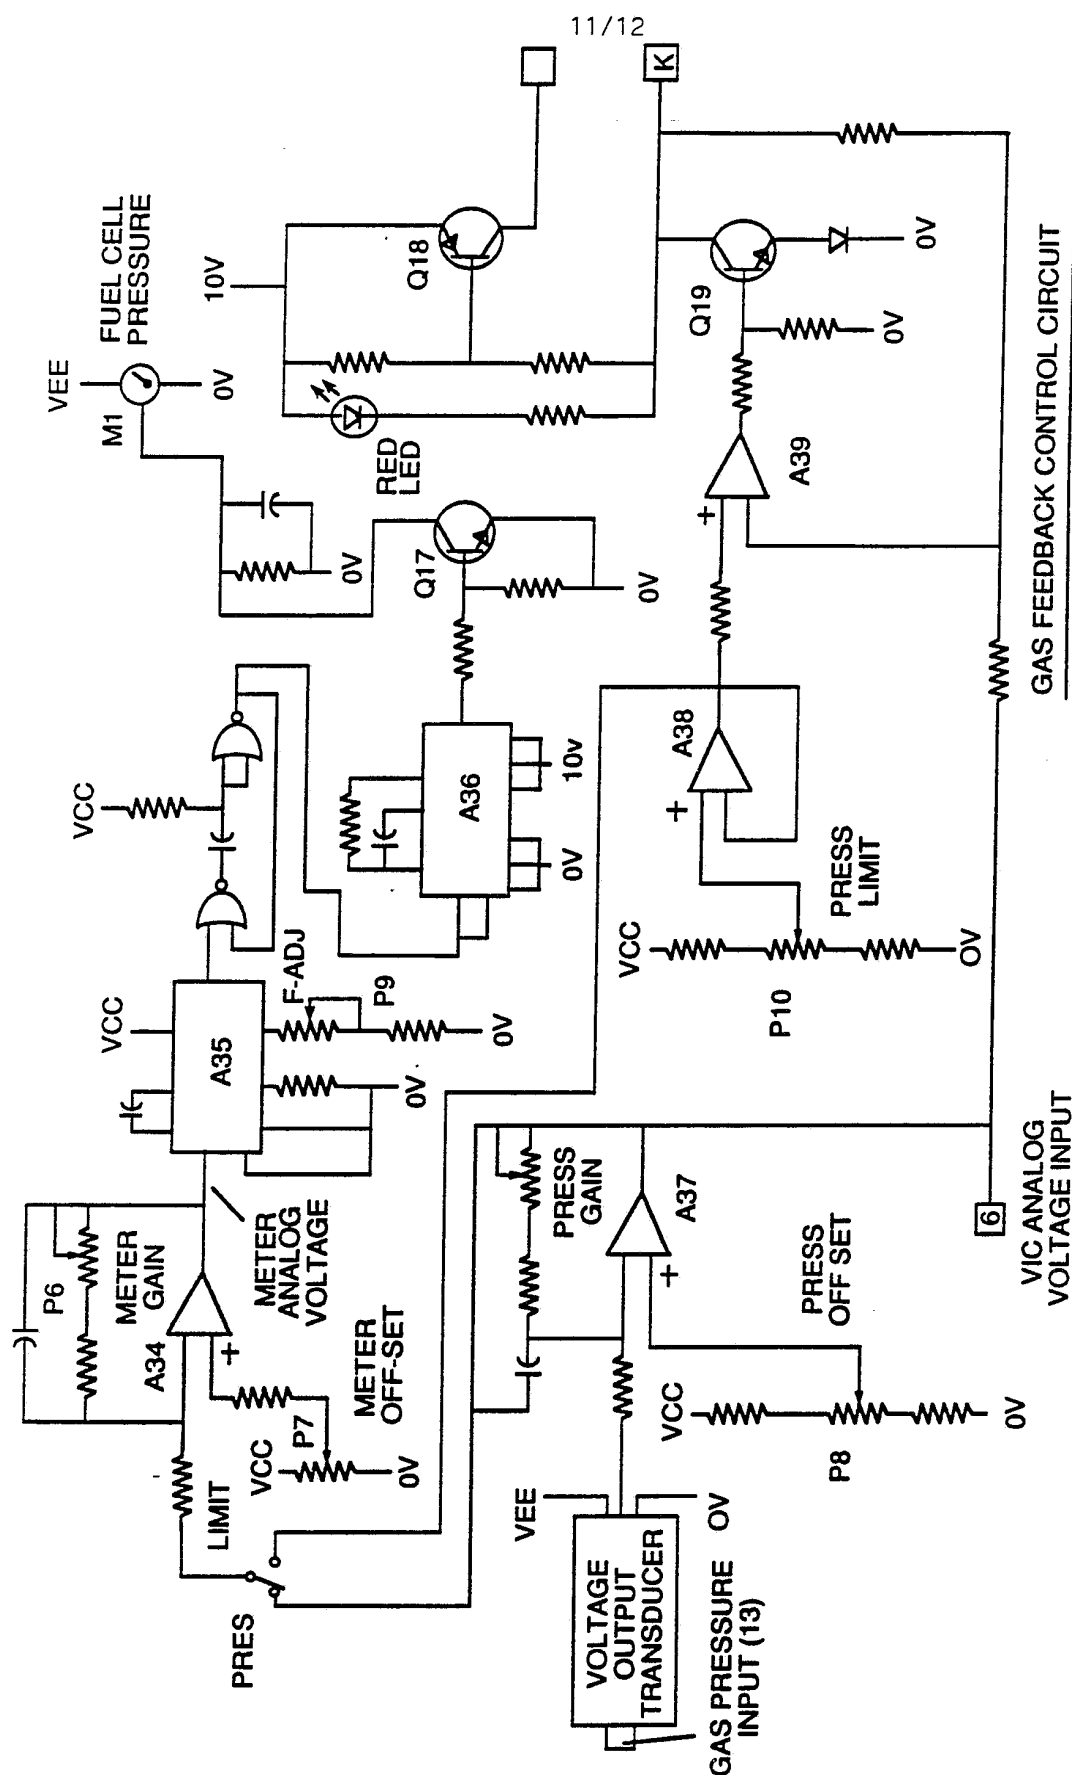 11/12
VEE
M1
FUEL CELL
PRESSURE
0V
10V
Q18
K
RED
LED
0V
Q17
0V
Q19
0V
0V
A39
VCC
VCC
A35
F-ADJ
P9
0V
0V
A36
0V
10v
A38
+
+
PRESS
LIMIT
VCC
P10
OV
P6
METER
GAIN
A34
+
METER
ANALOG
VOLTAGE
METER
OFF-SET
P7
VCC
0V
LIMIT
PRES
PRESS
GAIN
A37
+
PRESS
OFF SET
VCC
P8
0V
VEE
OV
VOLTAGE
OUTPUT
TRANSDUCER
GAS PRESSURE
INPUT (13)
6
VIC ANALOG
VOLTAGE INPUT
GAS FEEDBACK CONTROL CIRCUIT